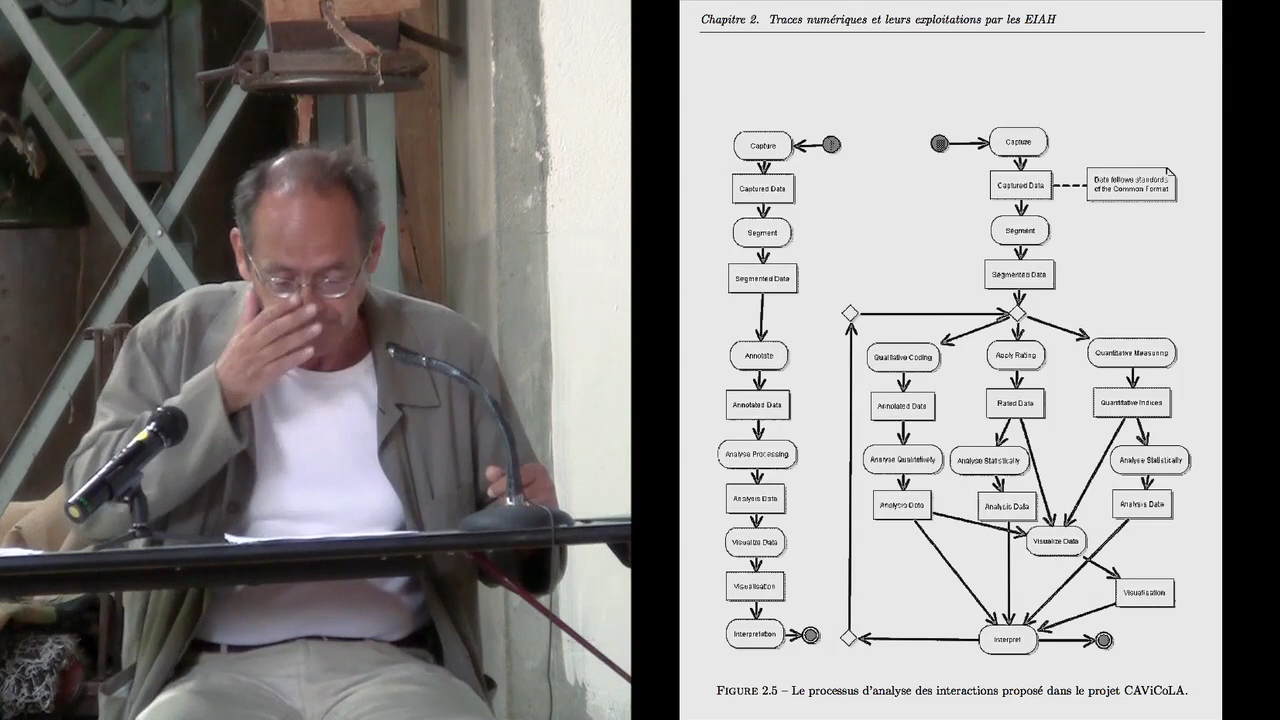 Chapitre 2. Traces numériques et leurs exploitations par les EIAH
Capture
Captured Data
Segment
Segmented Data
Annotate
Annotated Data
Analyse Processing
Analysis Data
Visualize Data
Visualisation
Interpretation
Capture
Captured Data
Data follows standards
of the Common Format
Segment
Segmented Data
Qualitative Coding
Apply Rating
Quantitative Measuring
Annotated Data
Rated Data
Quantitative Indices
Analyse Qualitatively
Analyse Statistically
Analyse Statistically
Analysis Data
Analysis Data
Analysis Data
Visualize Data
Visualisation
Interpret
FIGURE 2.5 – Le processus d'analyse des interactions proposé dans le projet CAViCoLA.